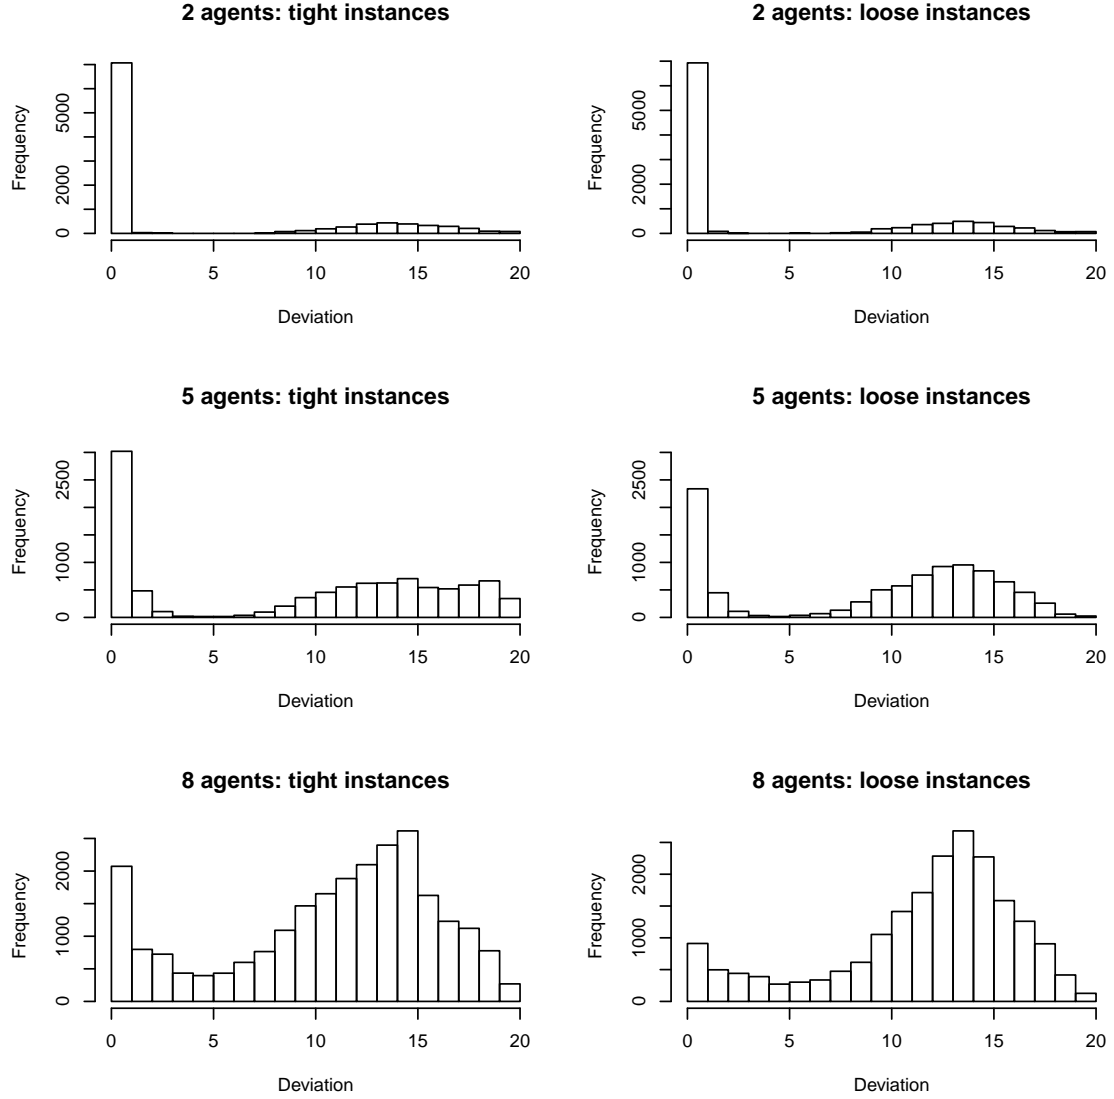 2 agents: tight instances
Frequency
0
2000
5000
0 5 10 15 20
Deviation
2 agents: loose instances
Frequency
0
2000
5000
0 5 10 15 20
Deviation
5 agents: tight instances
Frequency
0
1000
2500
0 5 10 15 20
Deviation
5 agents: loose instances
Frequency
0
1000
2500
0 5 10 15 20
Deviation
8 agents: tight instances
Frequency
0
1000
2000
0 5 10 15 20
Deviation
8 agents: loose instances
Frequency
0
1000
2000
0 5 10 15 20
Deviation